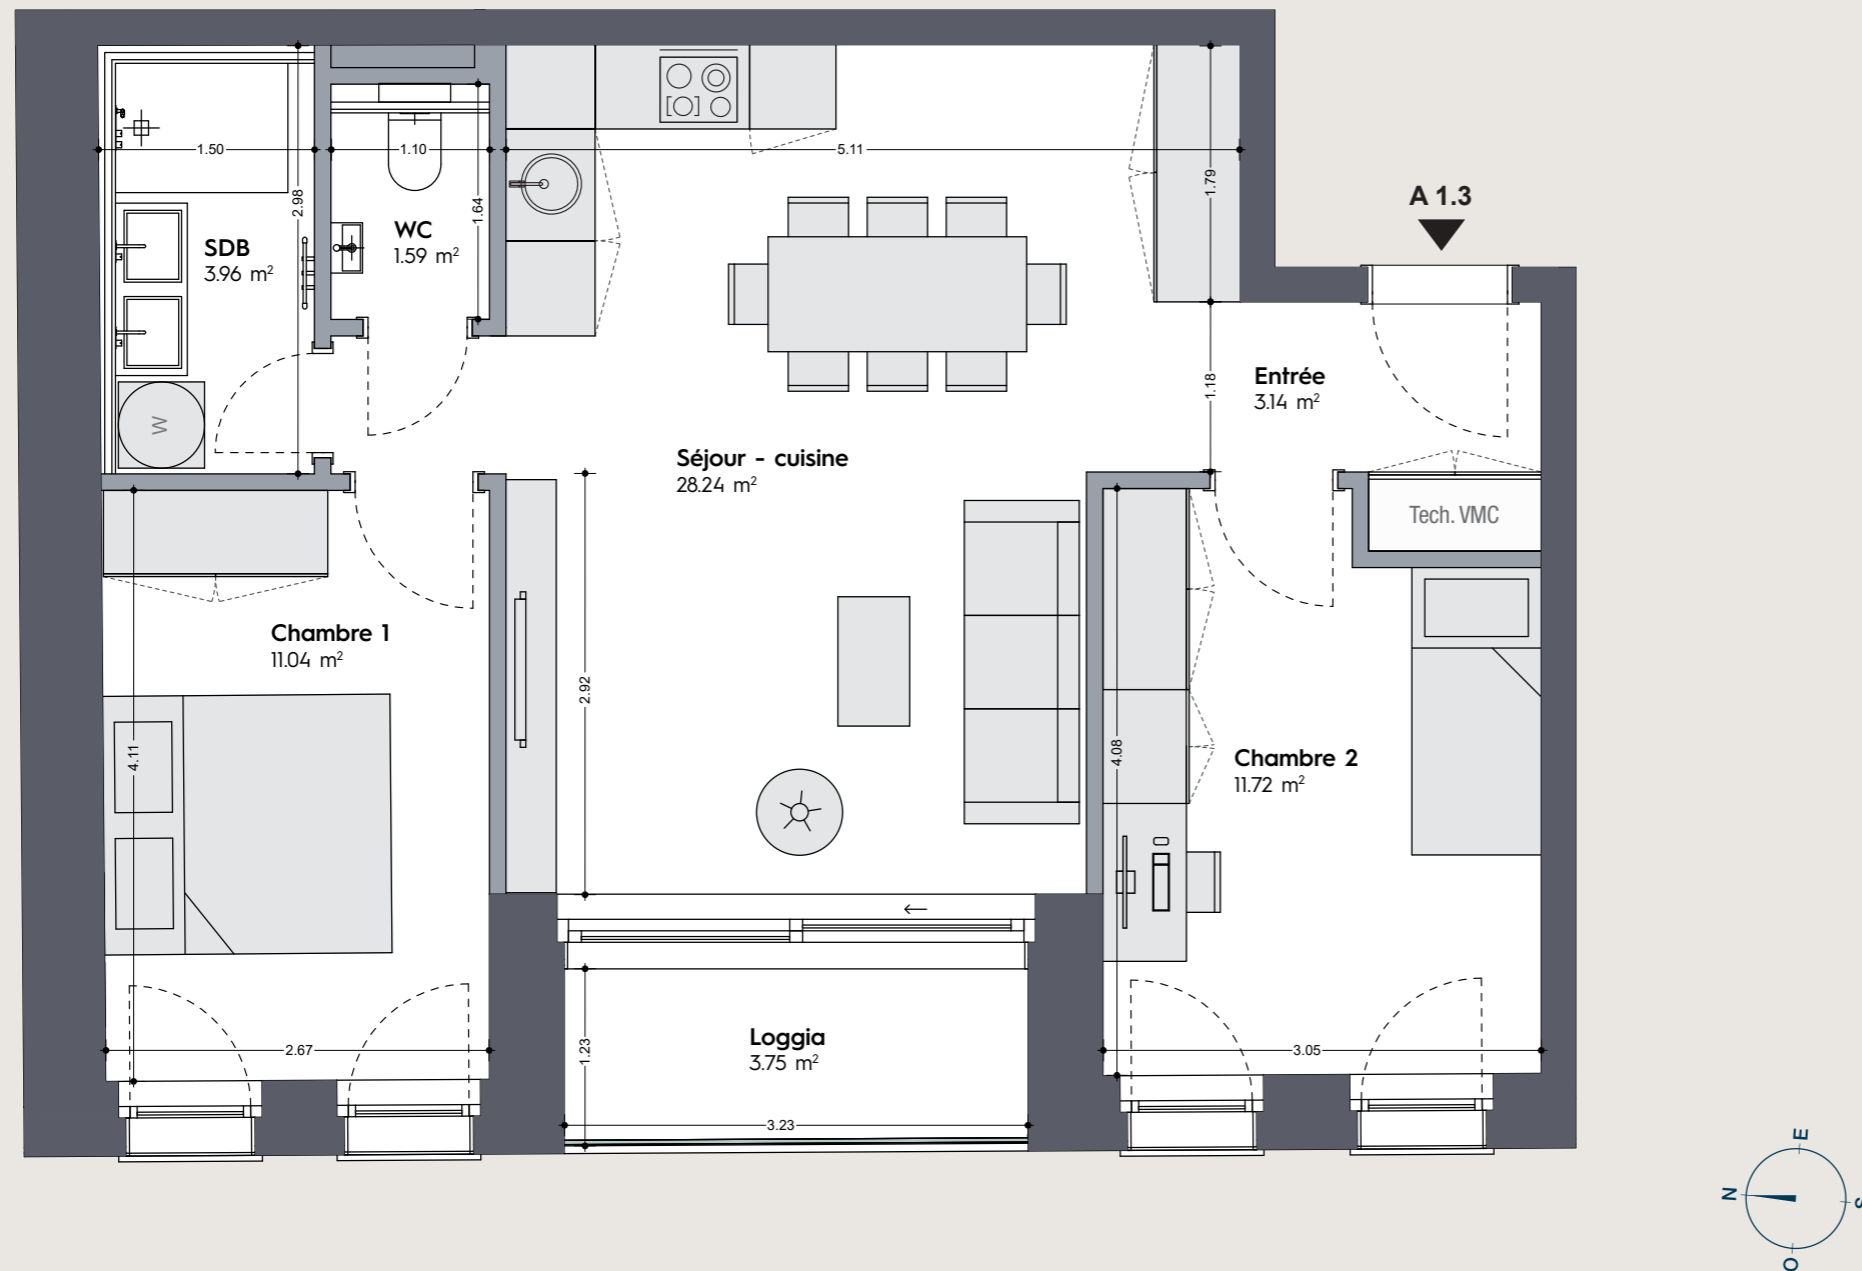 A 1.3
1.50
1.10
5.11
1.79
2.98
1.64
WC
1.59 m²
SDB
3.96 m²
1.18
Entrée
3.14 m²
W
Séjour - cuisine
28.24 m²
Tech. VMC
Chambre 1
11.04 m²
2.92
4.11
4.08
Chambre 2
11.72 m²
Loggia
3.75 m²
1.23
2.67
3.05
3.23
E
N
S
O